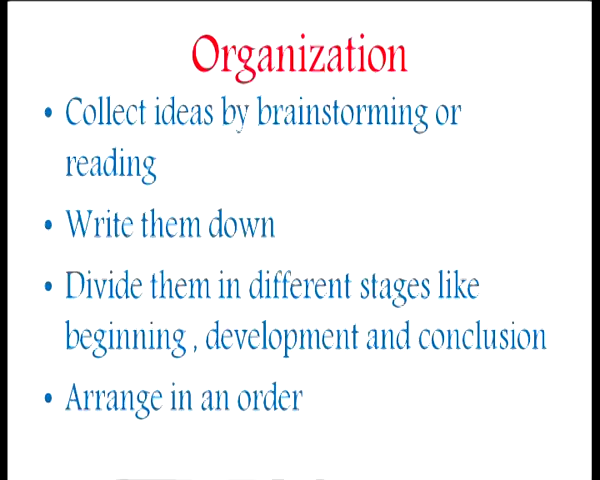 Organization
• Collect ideas by brainstorming or
reading
• Write them down
• Divide them in different stages like
beginning , development and conclusion
• Arrange in an order